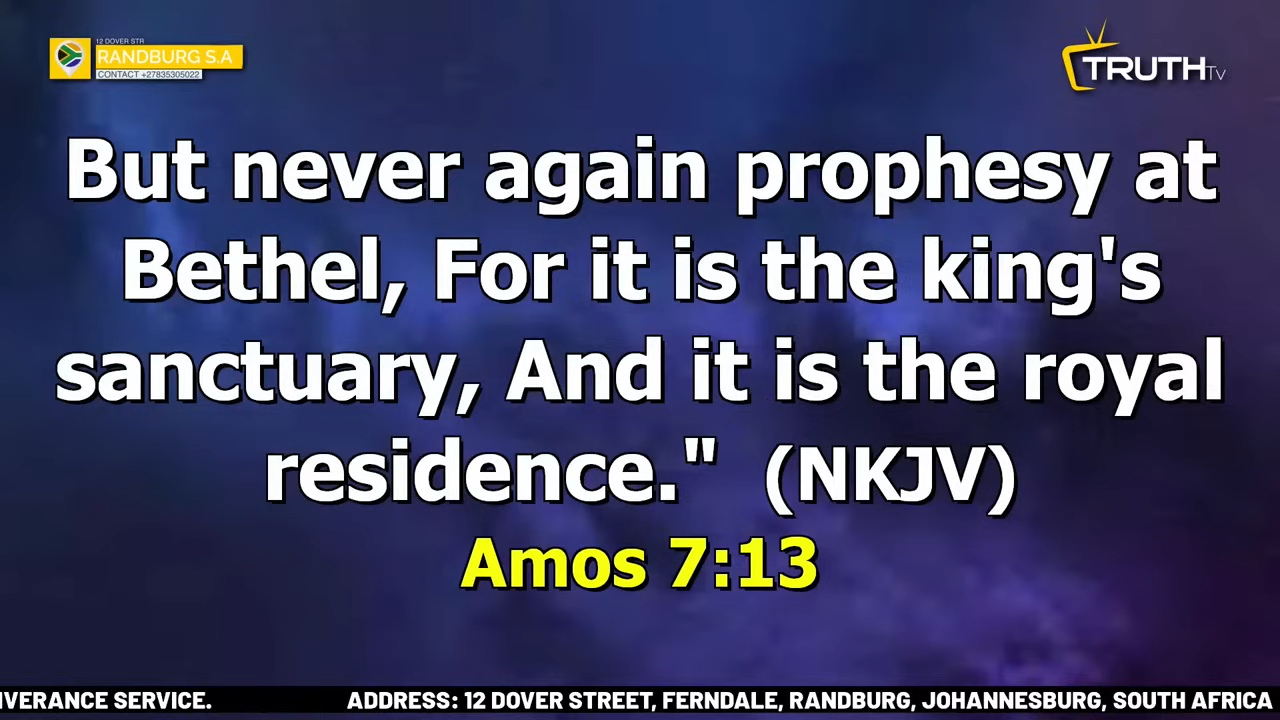 12 DOVER STR
RANDBURG S.A
CONTACT +27835305022
TRUTH TV
But never again prophesy at
Bethel, For it is the king's
sanctuary, And it is the royal
residence." (NKJV)
Amos 7:13
IVERANCE SERVICE. ADDRESS: 12 DOVER STREET, FERNDALE, RANDBURG, JOHANNESBURG, SOUTH AFRICA